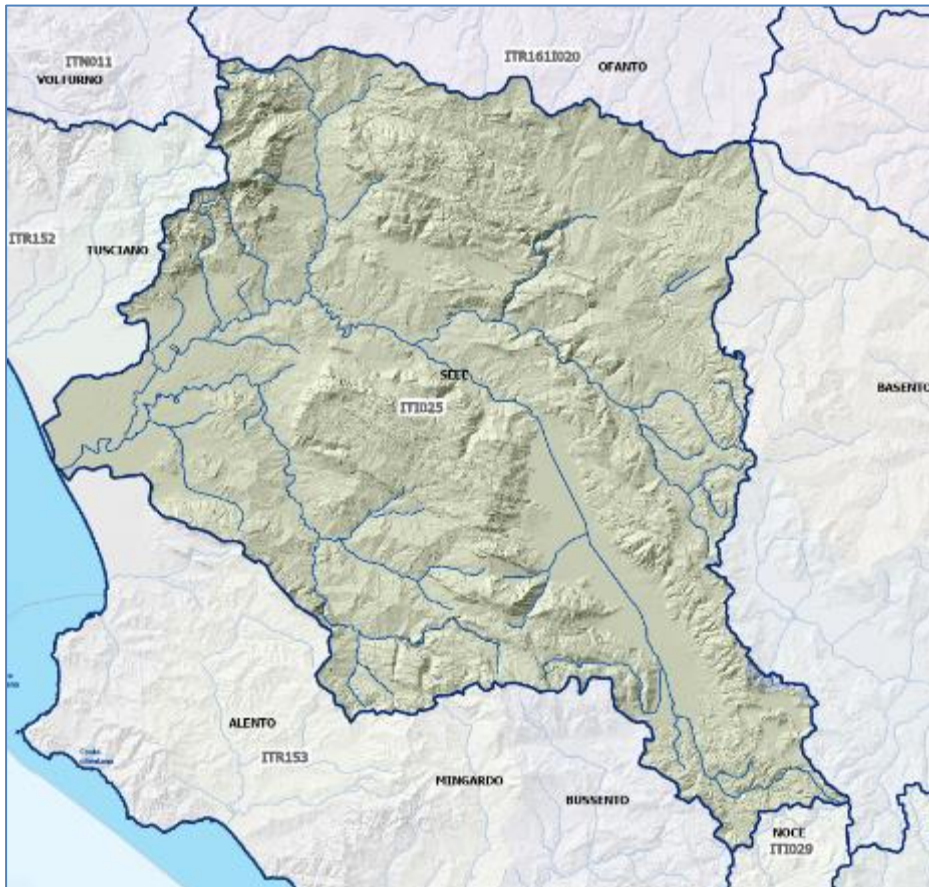 ITN011
VOLTURNO
ITR161I020
OFANTO
ITR152
TUSCIANO
SELE
ITI025
BASENTO
ALENTO
ITR153
MINGARDO
BUSSENTO
NOCE
ITI029